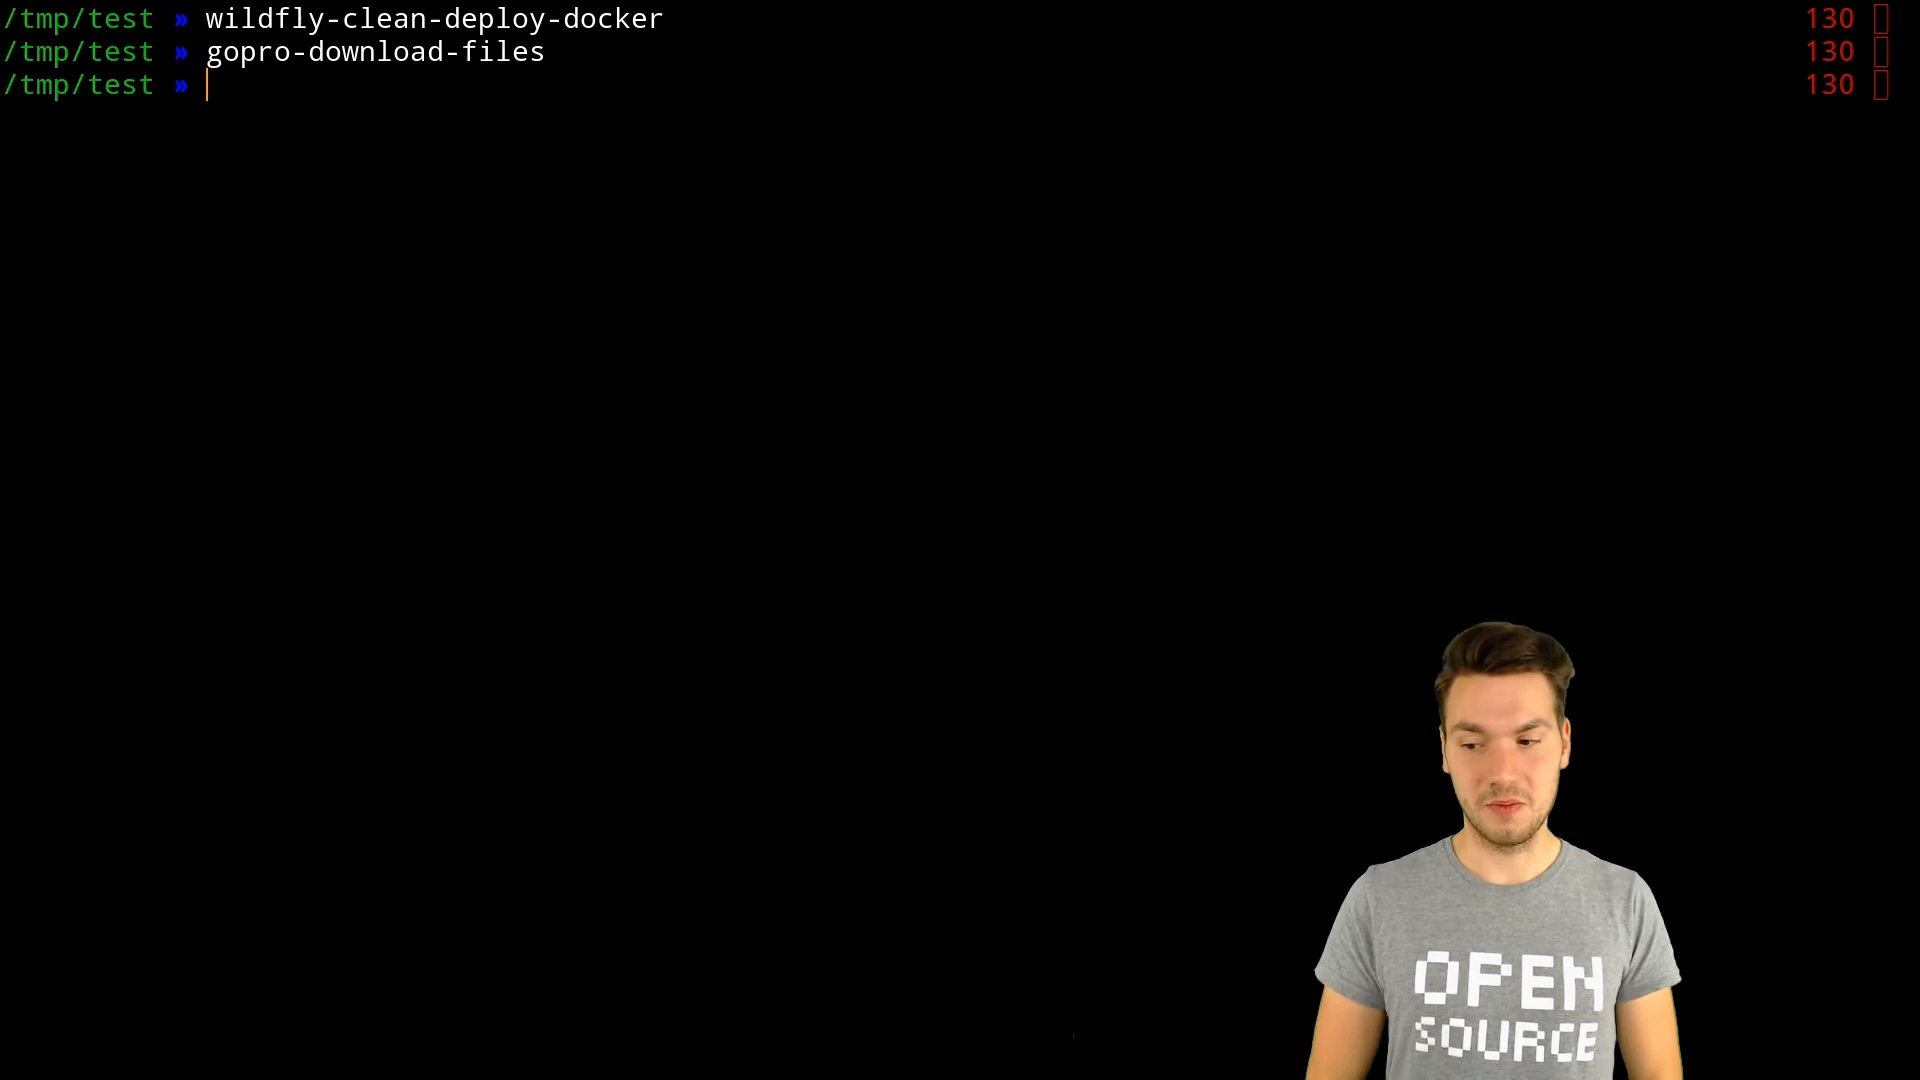 /tmp/test » wildfly-clean-deploy-docker 130
/tmp/test » gopro-download-files 130
/tmp/test » 130
OPEN
SOURCE